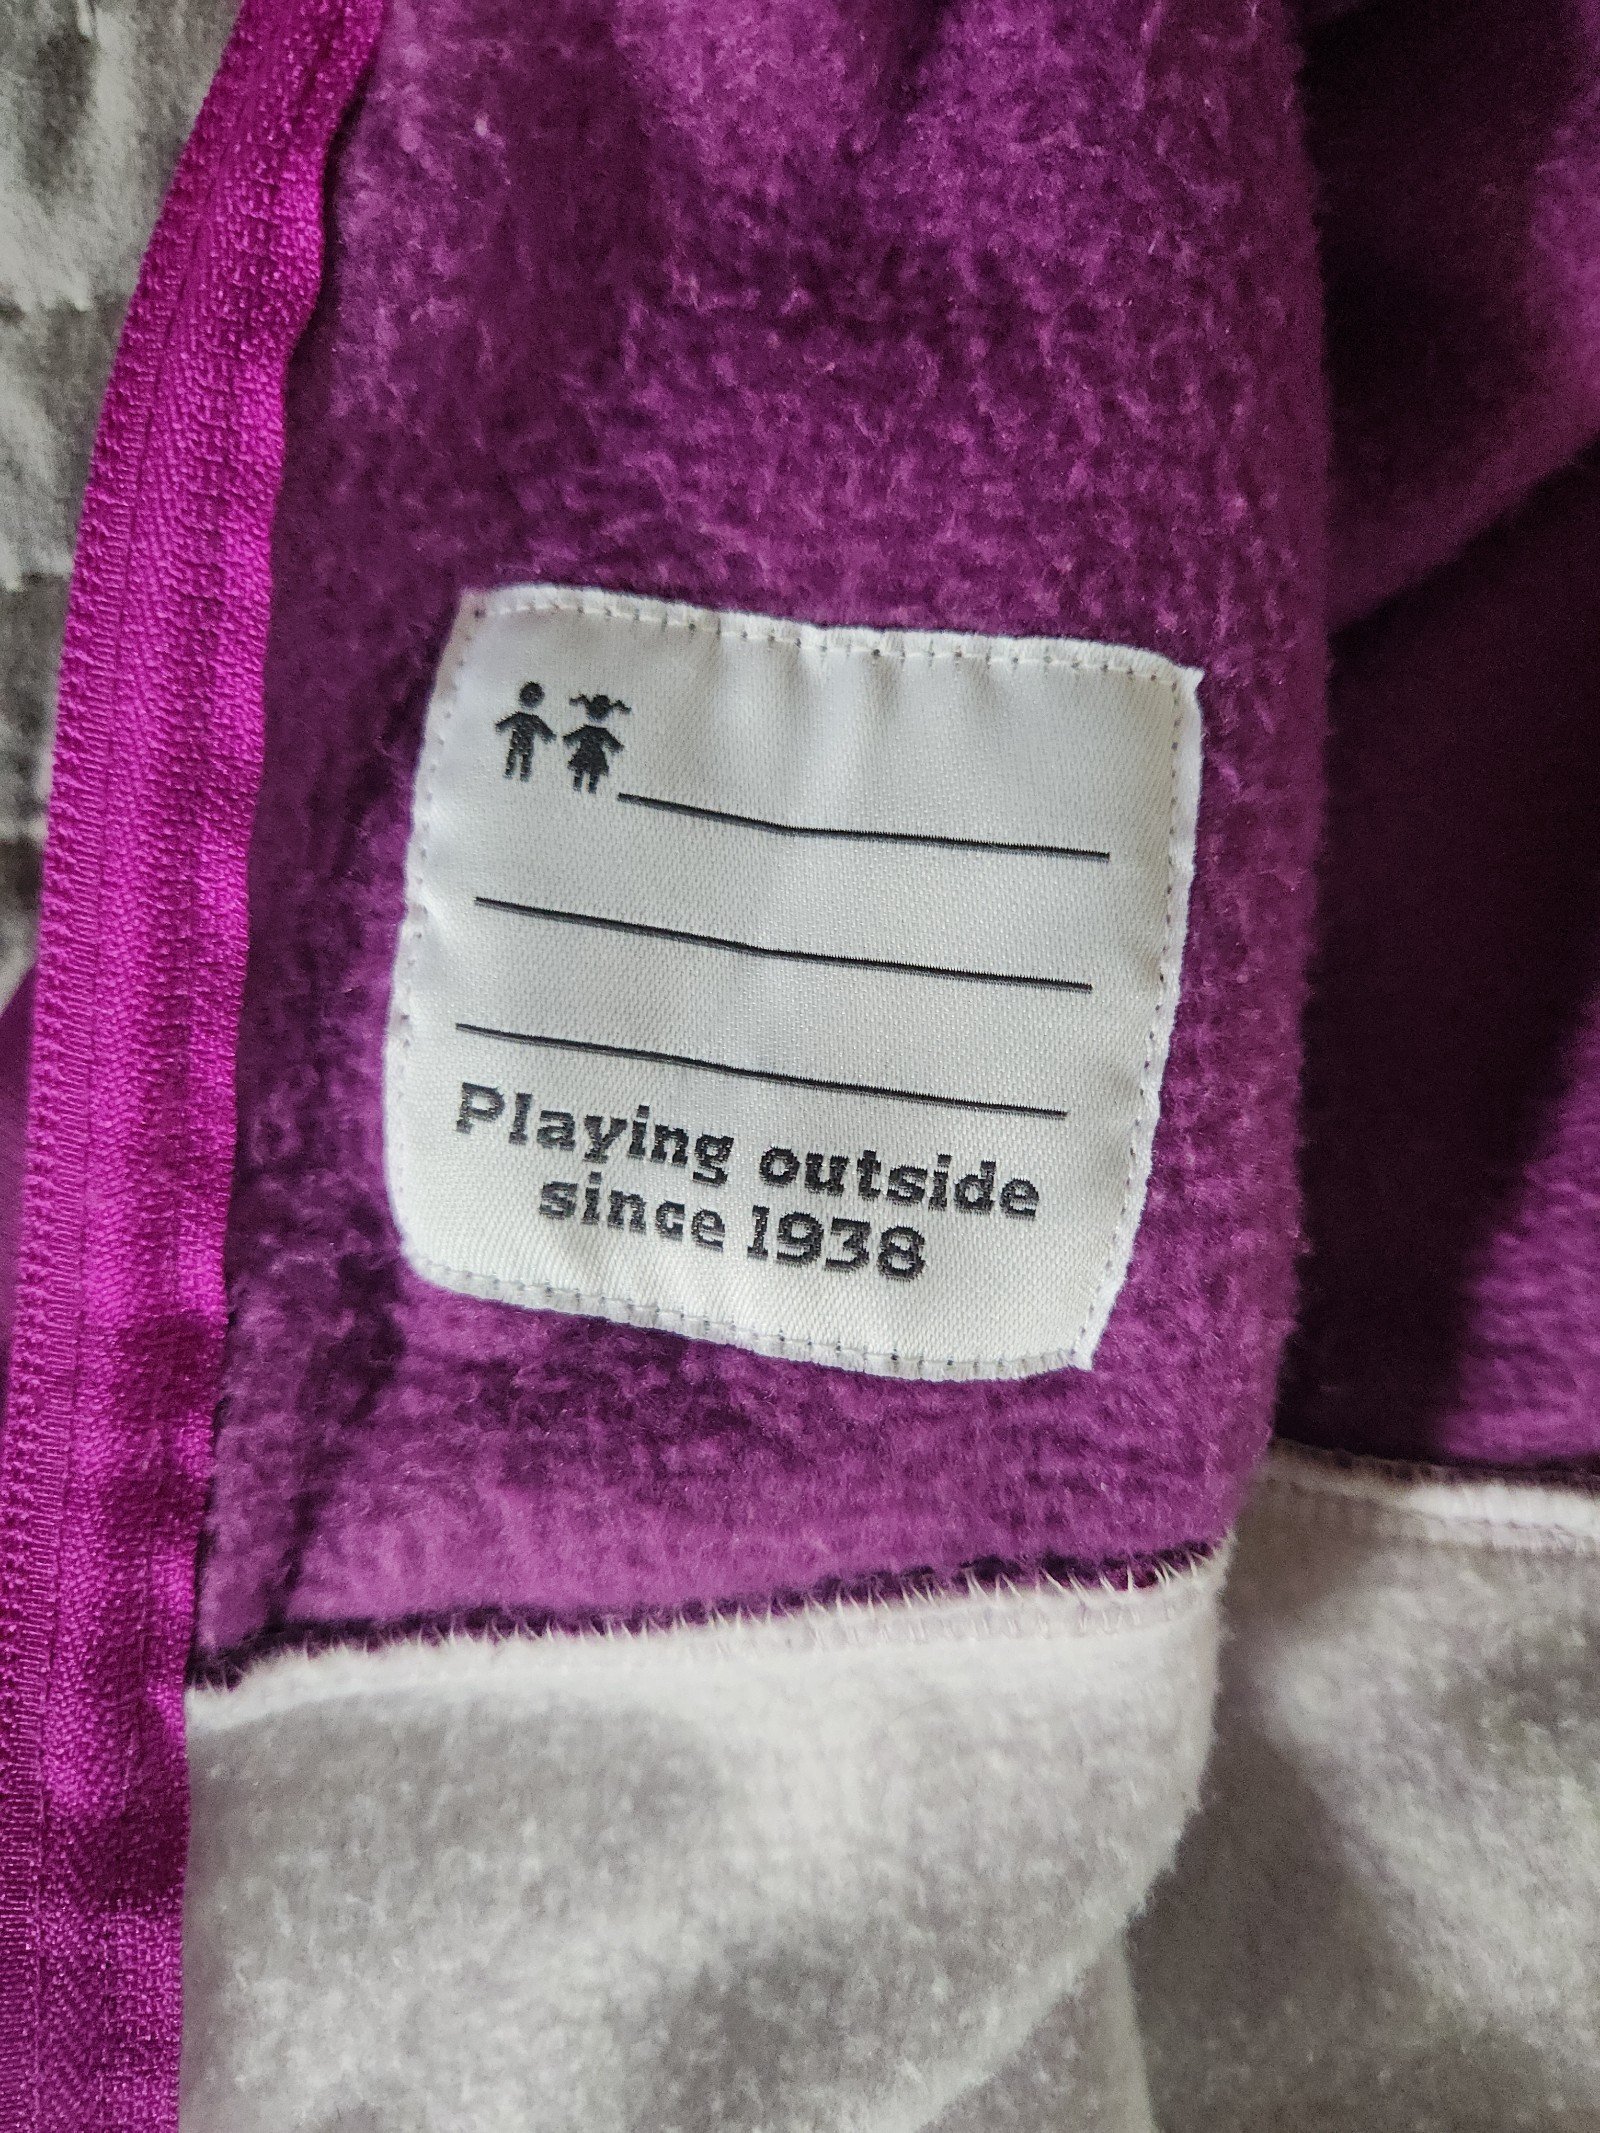 Playing outside
since 1938